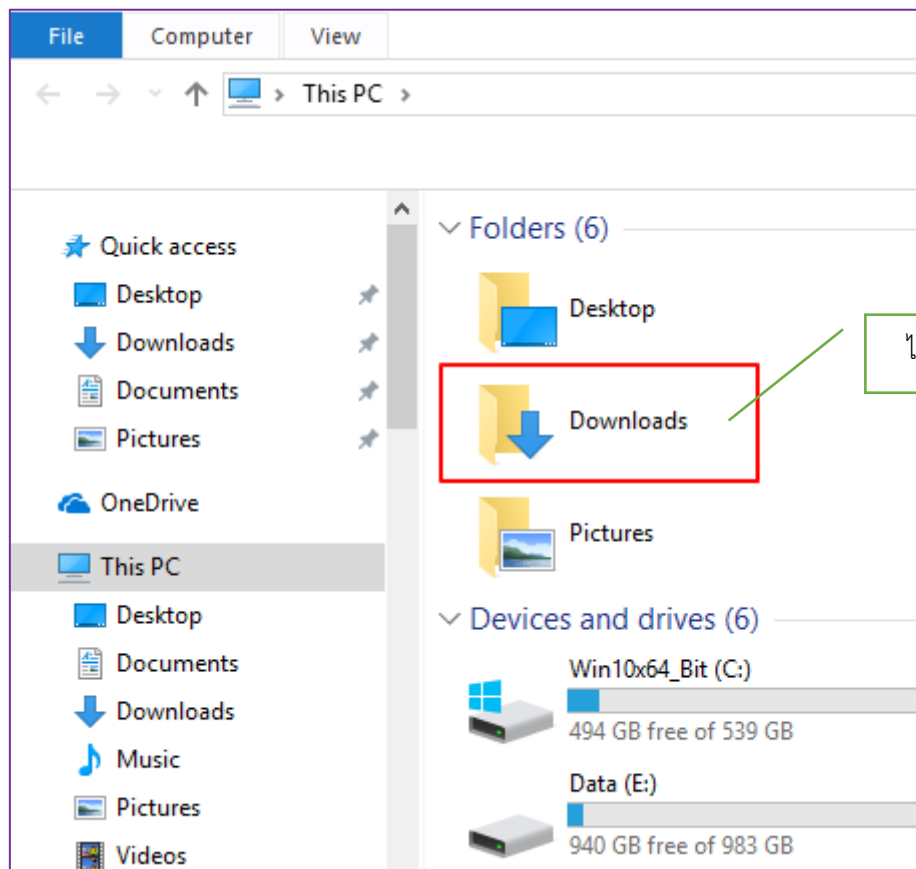 File Computer View
This PC
Quick access
Desktop
Downloads
Documents
Pictures
OneDrive
This PC
Desktop
Documents
Downloads
Music
Pictures
Videos
Folders (6)
Desktop
Downloads
Pictures
Devices and drives (6)
Win10x64_Bit (C:)
494 GB free of 539 GB
Data (E:)
940 GB free of 983 GB